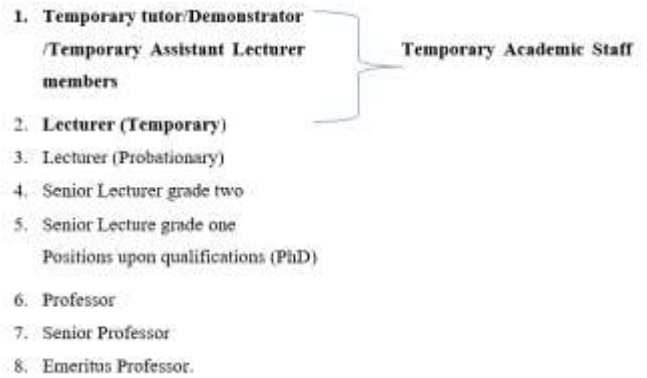 1. Temporary tutor/Demonstrator
/Temporary Assistant Lecturer
members
Temporary Academic Staff
2. Lecturer (Temporary)
3. Lecturer (Probationary)
4. Senior Lecturer grade two
5. Senior Lecture grade one
Positions upon qualifications (PhD)
6. Professor
7. Senior Professor
8. Emeritus Professor.